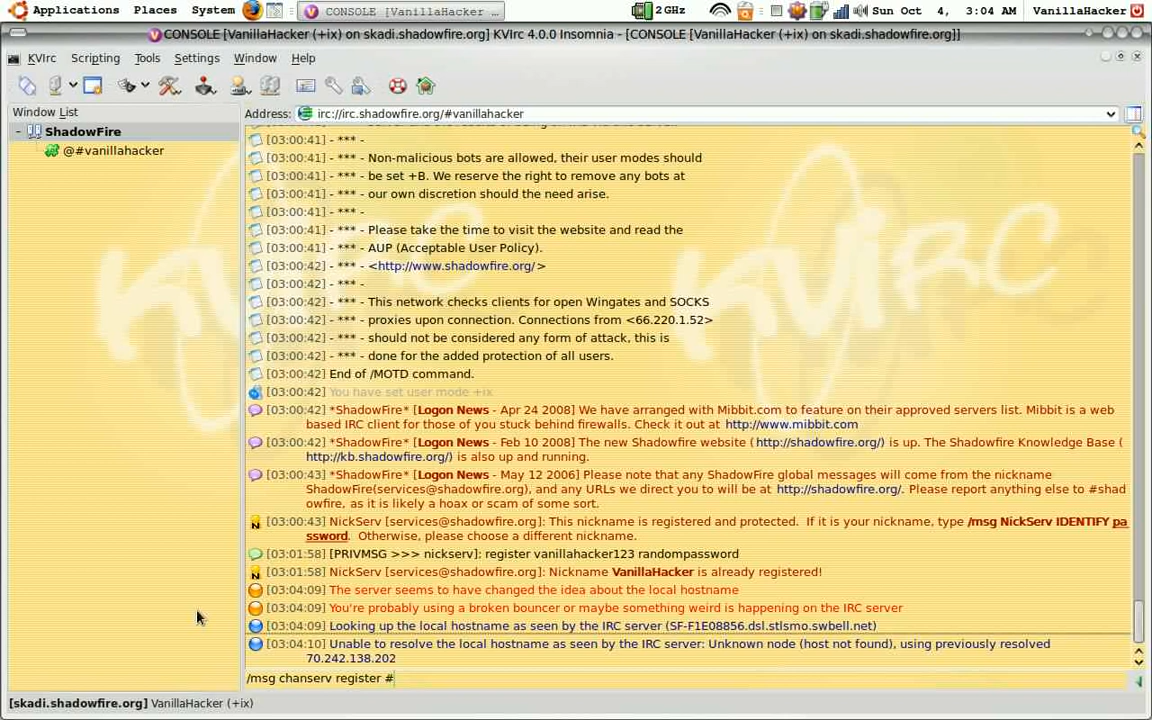 Applications Places System CONSOLE [VanillaHacker ... 2 GHz Sun Oct 4, 3:04 AM VanillaHacker
CONSOLE [VanillaHacker (+ix) on skadi.shadowfire.org] KVIrc 4.0.0 Insomnia - [CONSOLE [VanillaHacker (+ix) on skadi.shadowfire.org]]
KVIrc Scripting Tools Settings Window Help
Window List
Address: irc://irc.shadowfire.org/#vanillahacker
ShadowFire
@#vanillahacker
[03:00:41] - *** -
[03:00:41] - *** - Non-malicious bots are allowed, their user modes should
[03:00:41] - *** - be set +B. We reserve the right to remove any bots at
[03:00:41] - *** - our own discretion should the need arise.
[03:00:41] - *** -
[03:00:41] - *** - Please take the time to visit the website and read the
[03:00:41] - *** - AUP (Acceptable User Policy).
[03:00:42] - *** - <http://www.shadowfire.org/>
[03:00:42] - *** -
[03:00:42] - *** - This network checks clients for open Wingates and SOCKS
[03:00:42] - *** - proxies upon connection. Connections from <66.220.1.52>
[03:00:42] - *** - should not be considered any form of attack, this is
[03:00:42] - *** - done for the added protection of all users.
[03:00:42] End of /MOTD command.
[03:00:42] You have set user mode +ix
[03:00:42] *ShadowFire* [Logon News - Apr 24 2008] We have arranged with Mibbit.com to feature on their approved servers list. Mibbit is a web
based IRC client for those of you stuck behind firewalls. Check it out at http://www.mibbit.com
[03:00:42] *ShadowFire* [Logon News - Feb 10 2008] The new Shadowfire website (http://shadowfire.org/) is up. The Shadowfire Knowledge Base (
http://kb.shadowfire.org/) is also up and running.
[03:00:43] *ShadowFire* [Logon News - May 12 2006] Please note that any ShadowFire global messages will come from the nickname
ShadowFire(services@shadowfire.org), and any URLs we direct you to will be at http://shadowfire.org/. Please report anything else to #shad
owfire, as it is likely a hoax or scam of some sort.
[03:00:43] NickServ [services@shadowfire.org]: This nickname is registered and protected. If it is your nickname, type /msg NickServ IDENTIFY pa
ssword. Otherwise, please choose a different nickname.
[03:01:58] [PRIVMSG >>> nickserv]: register vanillahacker123 randompassword
[03:01:58] NickServ [services@shadowfire.org]: Nickname VanillaHacker is already registered!
[03:04:09] The server seems to have changed the idea about the local hostname
[03:04:09] You're probably using a broken bouncer or maybe something weird is happening on the IRC server
[03:04:09] Looking up the local hostname as seen by the IRC server (SF-F1E08856.dsl.stlsmo.swbell.net)
[03:04:10] Unable to resolve the local hostname as seen by the IRC server: Unknown node (host not found), using previously resolved
70.242.138.202
/msg chanserv register #
[skadi.shadowfire.org] VanillaHacker (+ix)